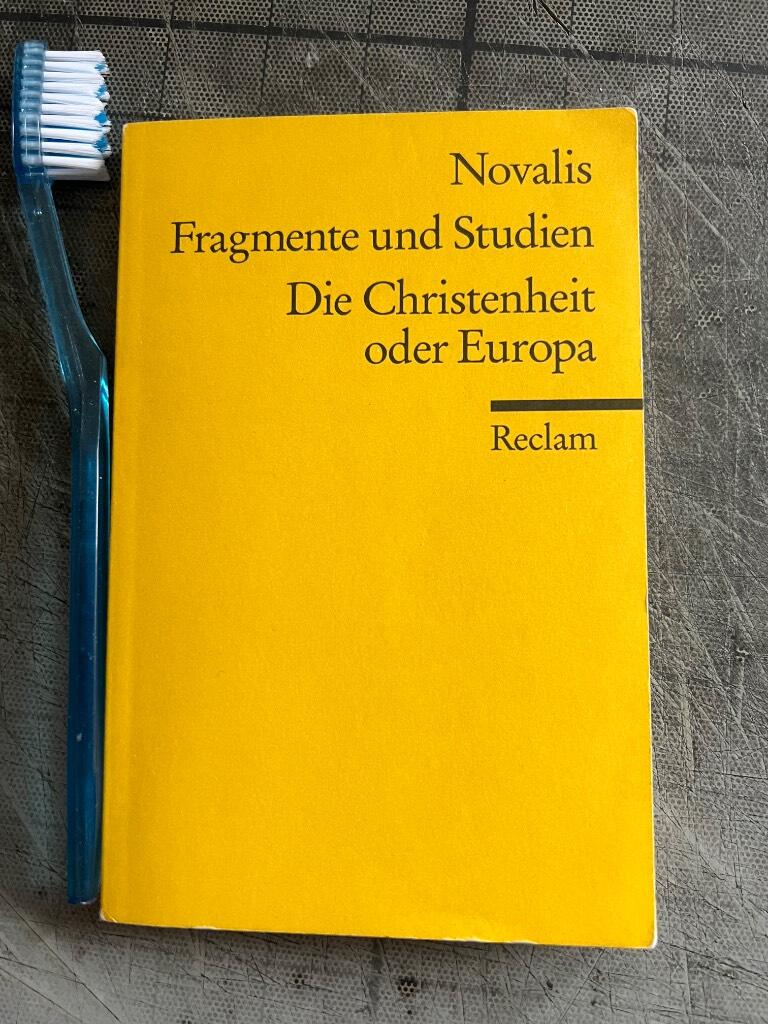 Novalis
Fragmente und Studien
Die Christenheit
oder Europa
Reclam